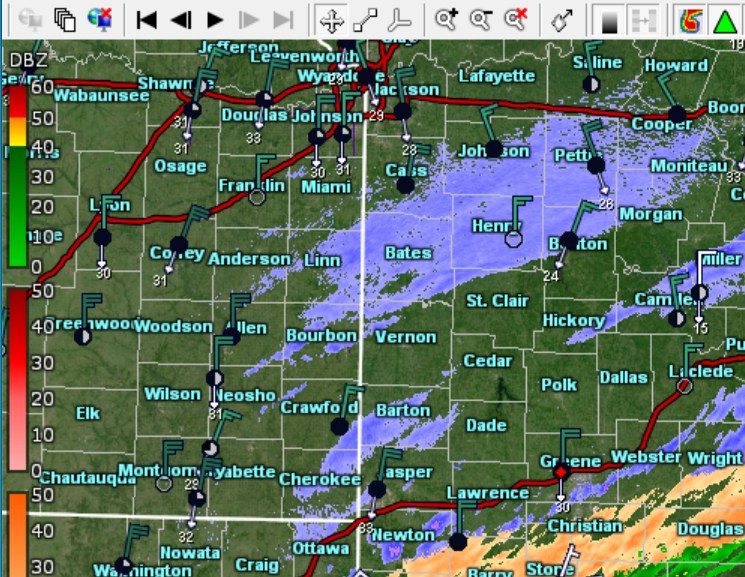 Jefferson
DBZ
Leavenworth
Lafayette
Saline
Howard
Geary
Shawnee
Wyandotte
Wabaunsee
Jackson
60
29
Boon
50
31
Douglas
Johnson
Cooper
40
31
33
30
31
28
Johnson
Pettis
30
Osage
Cass
Moniteau
33
20
Franklin
Miami
28
10
Lyon
Henry
Morgan
0
Coffey
Anderson
Linn
Bates
Benton
Miller
30
31
24
50
St. Clair
Camden
40
Greenwood
Woodson
Allen
Bourbon
Vernon
Hickory
15
30
Cedar
Pu
20
Wilson
Neosho
Polk
Dallas
Laclede
10
Elk
31
Crawford
Barton
Dade
0
Chautauqua
Montgomery
Labette
Cherokee
Jasper
Greene
Webster
Wright
50
29
Lawrence
30
40
32
33
Newton
Christian
Douglas
30
Nowata
Ottawa
Washington
Craig
Barry
Stone